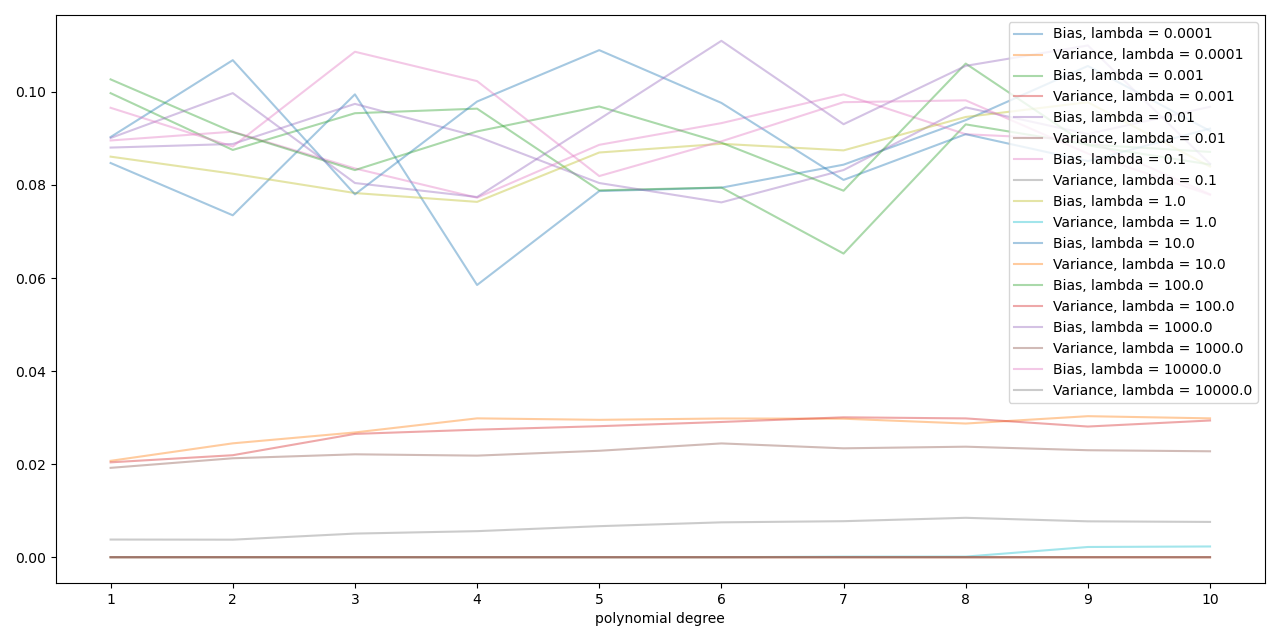 Bias, lambda = 0.0001
Variance, lambda = 0.0001
Bias, lambda = 0.001
Variance, lambda = 0.001
Bias, lambda = 0.01
Variance, lambda = 0.01
Bias, lambda = 0.1
Variance, lambda = 0.1
Bias, lambda = 1.0
Variance, lambda = 1.0
Bias, lambda = 10.0
Variance, lambda = 10.0
Bias, lambda = 100.0
Variance, lambda = 100.0
Bias, lambda = 1000.0
Variance, lambda = 1000.0
Bias, lambda = 10000.0
Variance, lambda = 10000.0
0.10
0.08
0.06
0.04
0.02
0.00
1 2 3 4 5 6 7 8 9 10
polynomial degree